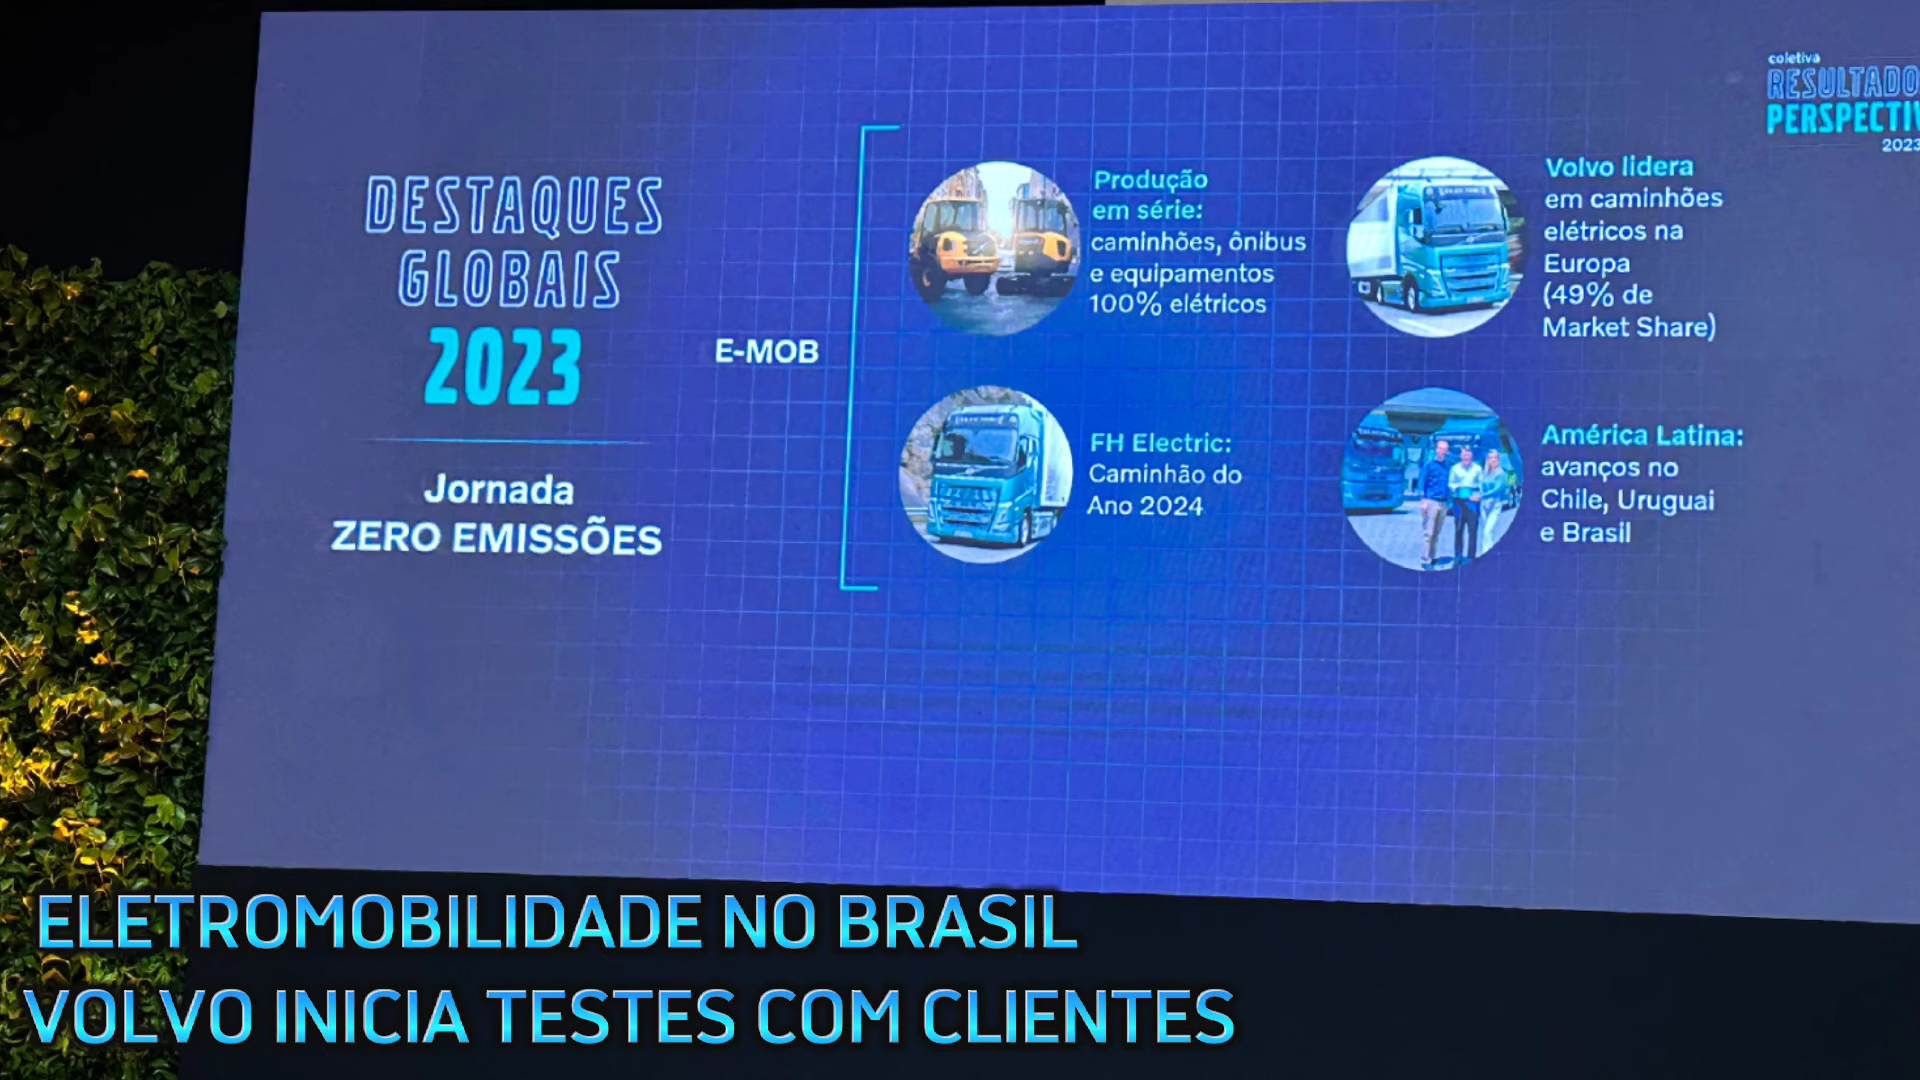 coletiva
RESULTADO
PERSPECTIV
2023
DESTAQUES
GLOBAIS
2023
Jornada
ZERO EMISSÕES
E-MOB
Produção
em série:
caminhões, ônibus
e equipamentos
100% elétricos
Volvo lidera
em caminhões
elétricos na
Europa
(49% de
Market Share)
FH Electric:
Caminhão do
Ano 2024
América Latina:
avanços no
Chile, Uruguai
e Brasil
ELETROMOBILIDADE NO BRASIL
VOLVO INICIA TESTES COM CLIENTES